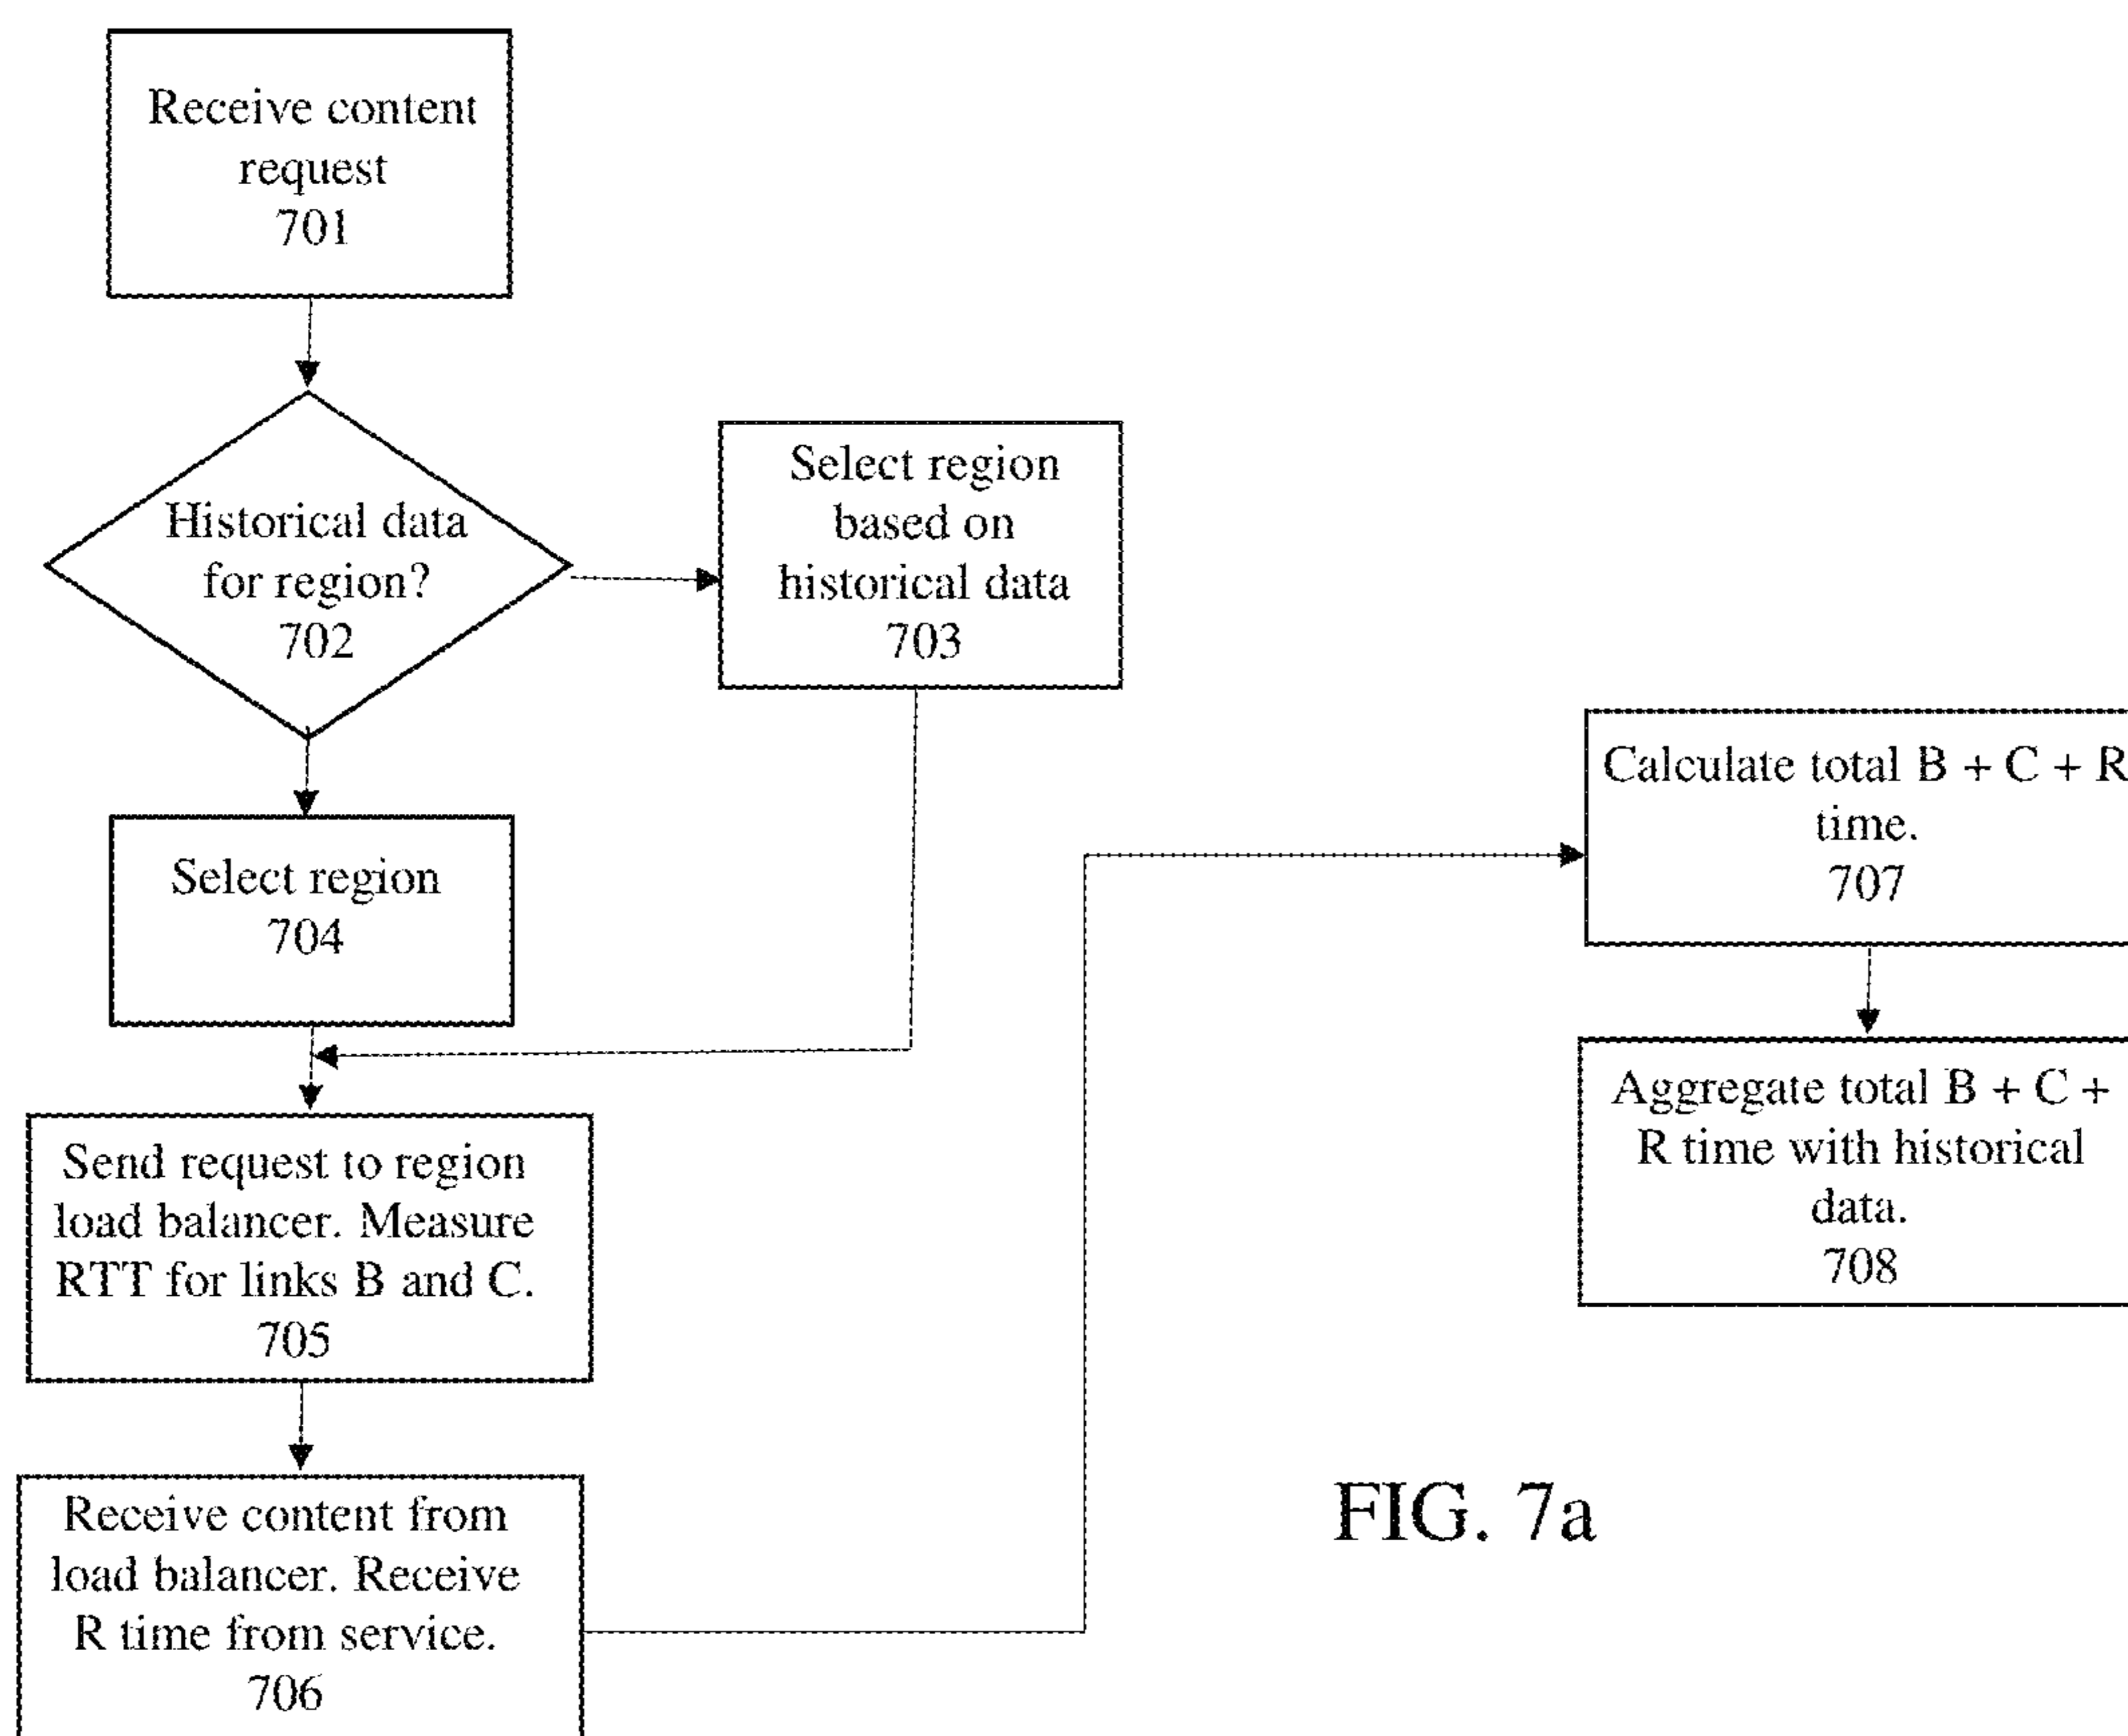 Receive content
request
701
Historical data
for region?
702
Select region
based on
historical data
703
Select region
704
Send request to region
load balancer. Measure
RTT for links B and C.
705
Receive content from
load balancer. Receive
R time from service.
706
Calculate total B + C + R
time.
707
Aggregate total B + C +
R time with historical
data.
708
FIG. 7a